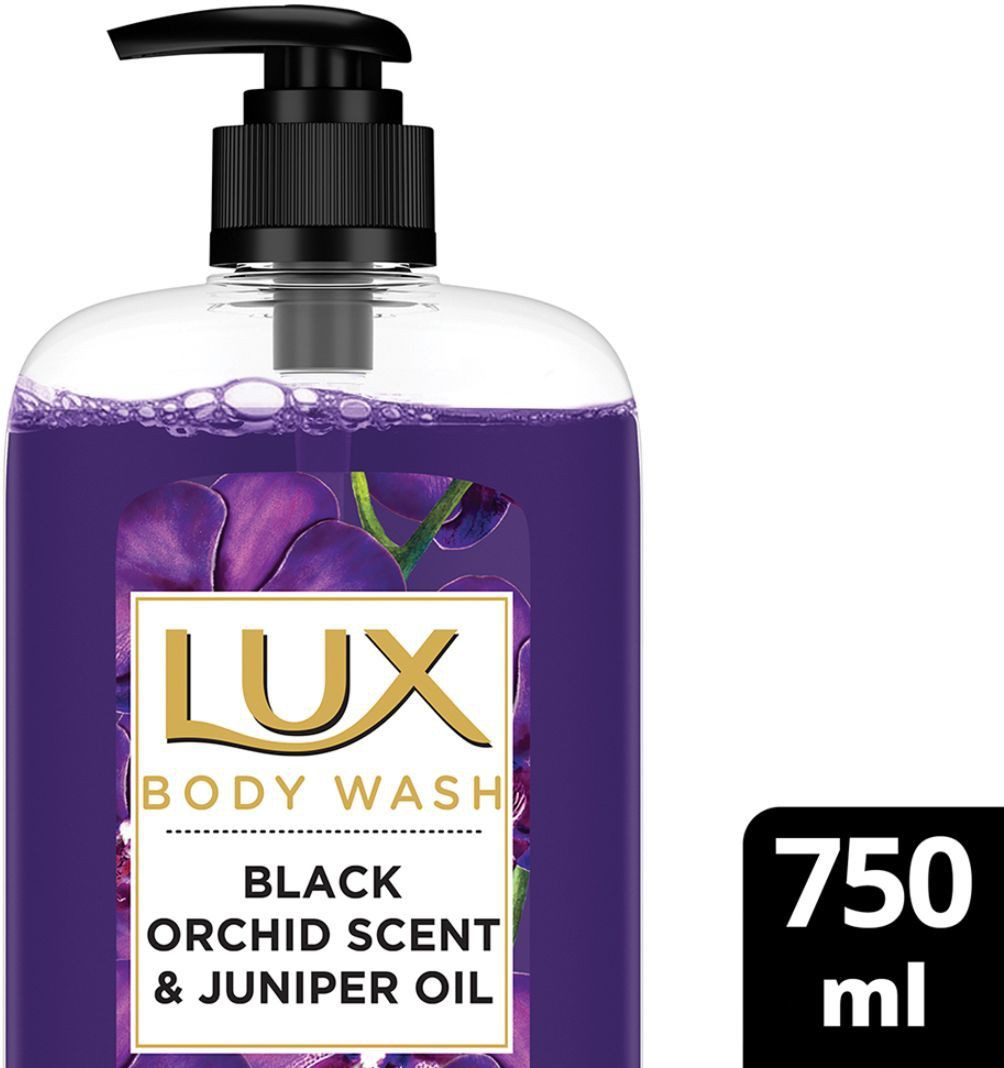 LUX
BODY WASH
BLACK
ORCHID SCENT
& JUNIPER OIL
750
ml